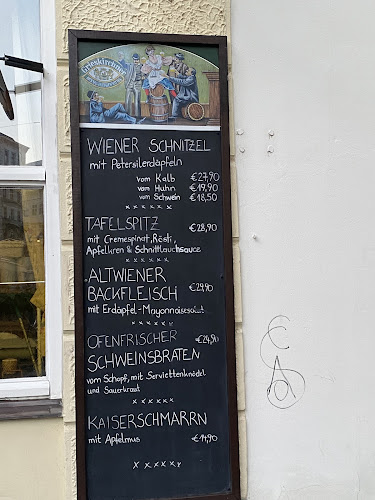 Grieskirchner
WIENER SCHNITZEL
mit Petersilerdäpfeln
vom Kalb €27,90
vom Huhn €19,90
vom Schwein €18,50
x x x x x x
TAFELSPITZ €28,90
mit Cremespinat, Rösti,
Apfelkren & Schnittlauchsauce
x x x x x x
ALTWIENER
BACKFLEISCH €24,90
mit Erdäpfel-Mayonnaisesalat
x x x x x x
OFENFRISCHER €24,90
SCHWEINSBRATEN
vom Schopf, mit Serviettenknödel
und Sauerkraut
x x x x x x
KAISERSCHMARRN
mit Apfelmus €14,90
x x x x x y